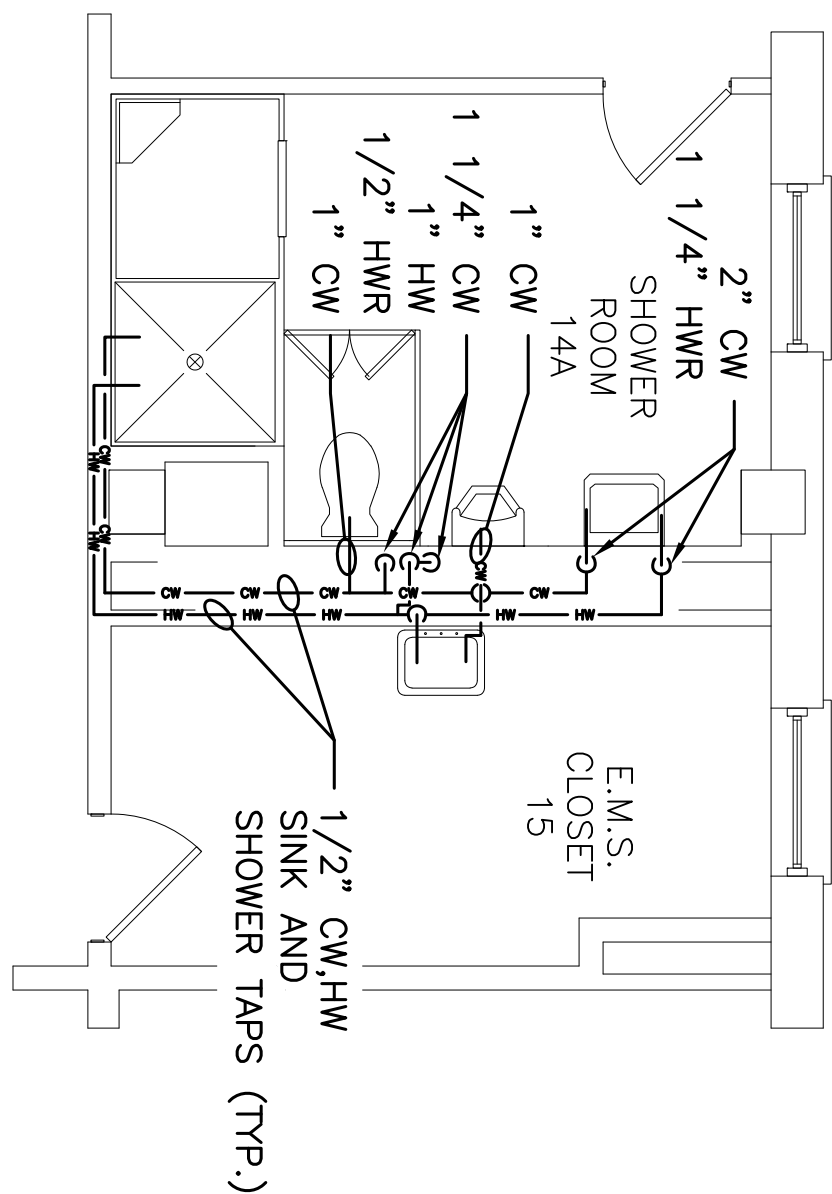 2” CW
1 1/4” HWR
SHOWER
ROOM
14A
1” CW
1 1/4” CW
1” HW
1/2” HWR
1” CW
E.M.S.
CLOSET
15
HW
CW
HW
CW
CW
CW
HW
CW
HW
CW
HW
CW
CW
CW
HW
HW
1/2” CW,HW
SINK AND
SHOWER TAPS (TYP.)